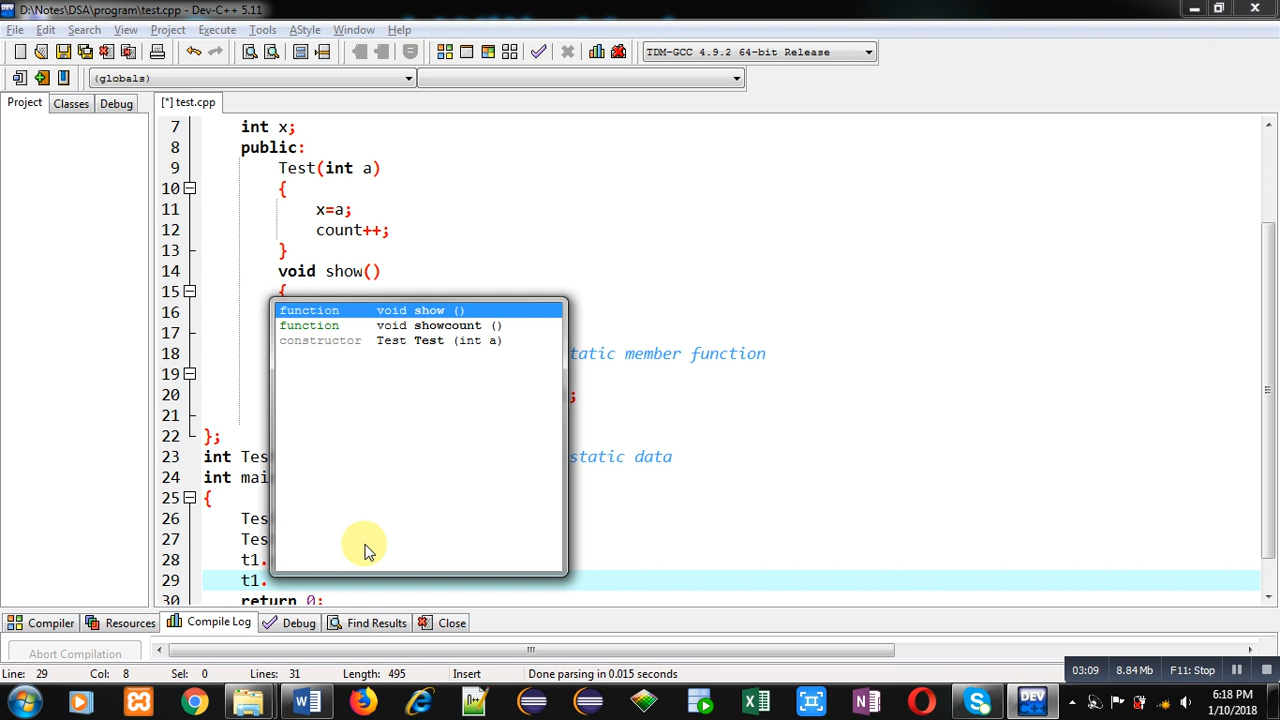 D:\Notes\DSA\program\test.cpp - Dev-C++ 5.11
File Edit Search View Project Execute Tools AStyle Window Help
TDM-GCC 4.9.2 64-bit Release
(globals)
Project Classes Debug [*] test.cpp
7 int x;
8 public:
9 Test(int a)
10 {
11 x=a;
12 count++;
13 }
14 void show()
15 {
16
17
18 tatic member function
19
20 ;
21
22 };
23 int Tes static data
24 int mai
25 {
26 Tes
27 Tes
28 t1.
29 t1.
30 return 0;
function void show ()
function void showcount ()
constructor Test Test (int a)
Compiler Resources Compile Log Debug Find Results Close
Abort Compilation
Line: 29 Col: 8 Sel: 0 Lines: 31 Length: 495 Insert Done parsing in 0.015 seconds
03:09 8.84 Mb F11: Stop
6:18 PM
1/10/2018